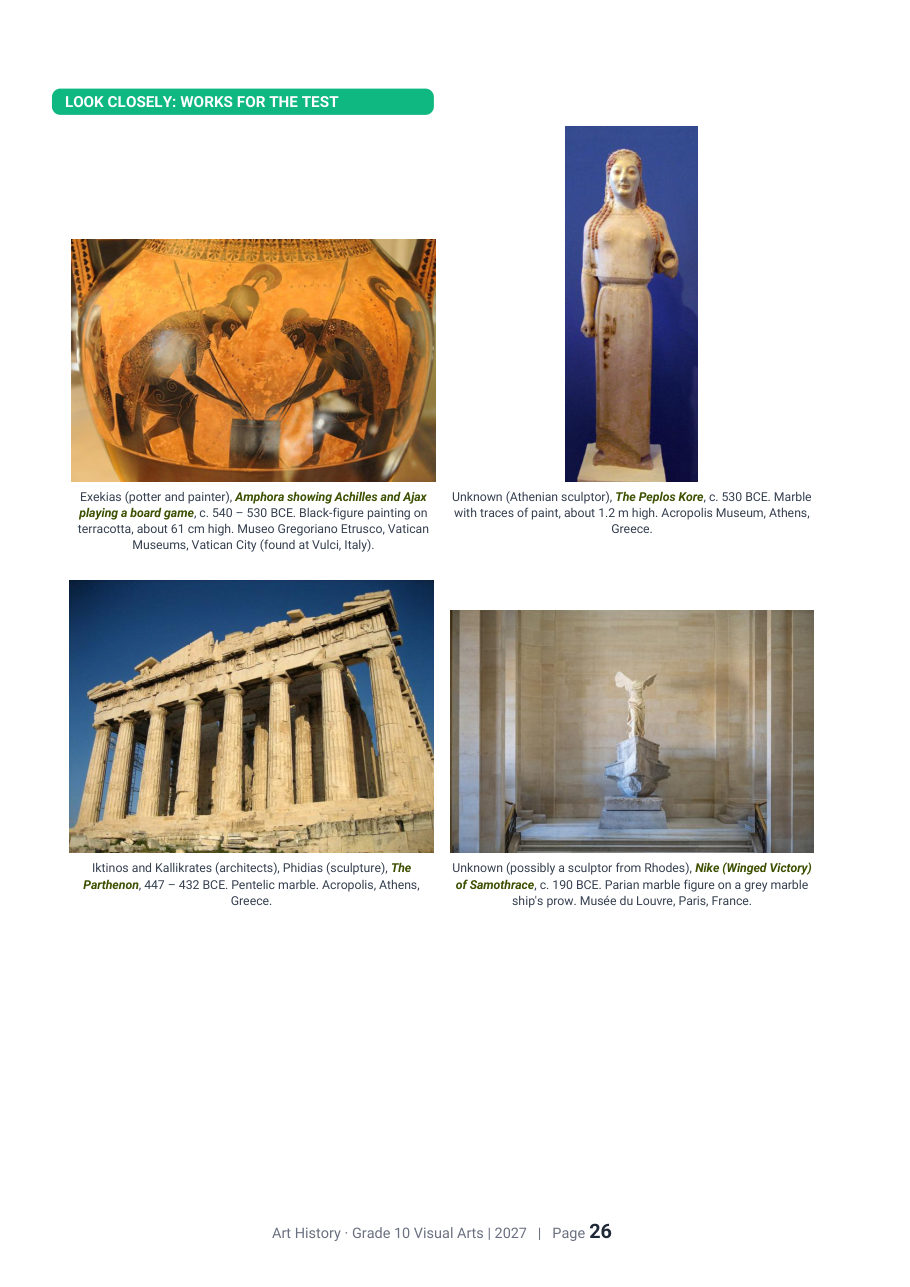 LOOK CLOSELY: WORKS FOR THE TEST
Exekias (potter and painter), Amphora showing Achilles and Ajax
playing a board game, c. 540 – 530 BCE. Black-figure painting on
terracotta, about 61 cm high. Museo Gregoriano Etrusco, Vatican
Museums, Vatican City (found at Vulci, Italy).
Unknown (Athenian sculptor), The Peplos Kore, c. 530 BCE. Marble
with traces of paint, about 1.2 m high. Acropolis Museum, Athens,
Greece.
Iktinos and Kallikrates (architects), Phidias (sculpture), The
Parthenon, 447 – 432 BCE. Pentelic marble. Acropolis, Athens,
Greece.
Unknown (possibly a sculptor from Rhodes), Nike (Winged Victory)
of Samothrace, c. 190 BCE. Parian marble figure on a grey marble
ship's prow. Musée du Louvre, Paris, France.
Art History · Grade 10 Visual Arts | 2027 | Page 26